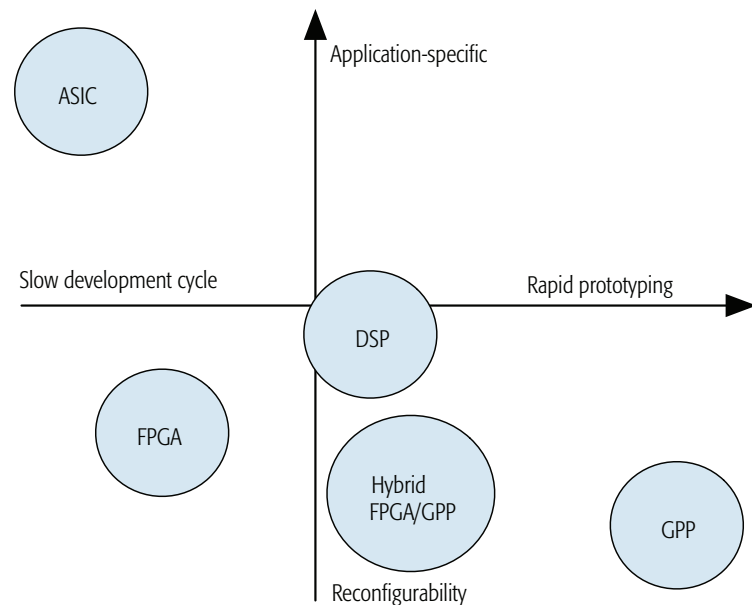 Application-specific
ASIC
Slow development cycle
Rapid prototyping
DSP
FPGA
Hybrid
FPGA/GPP
GPP
Reconfigurability